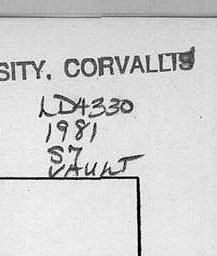 SITY, CORVALLIS
LD4330
1981
S7
VAULT